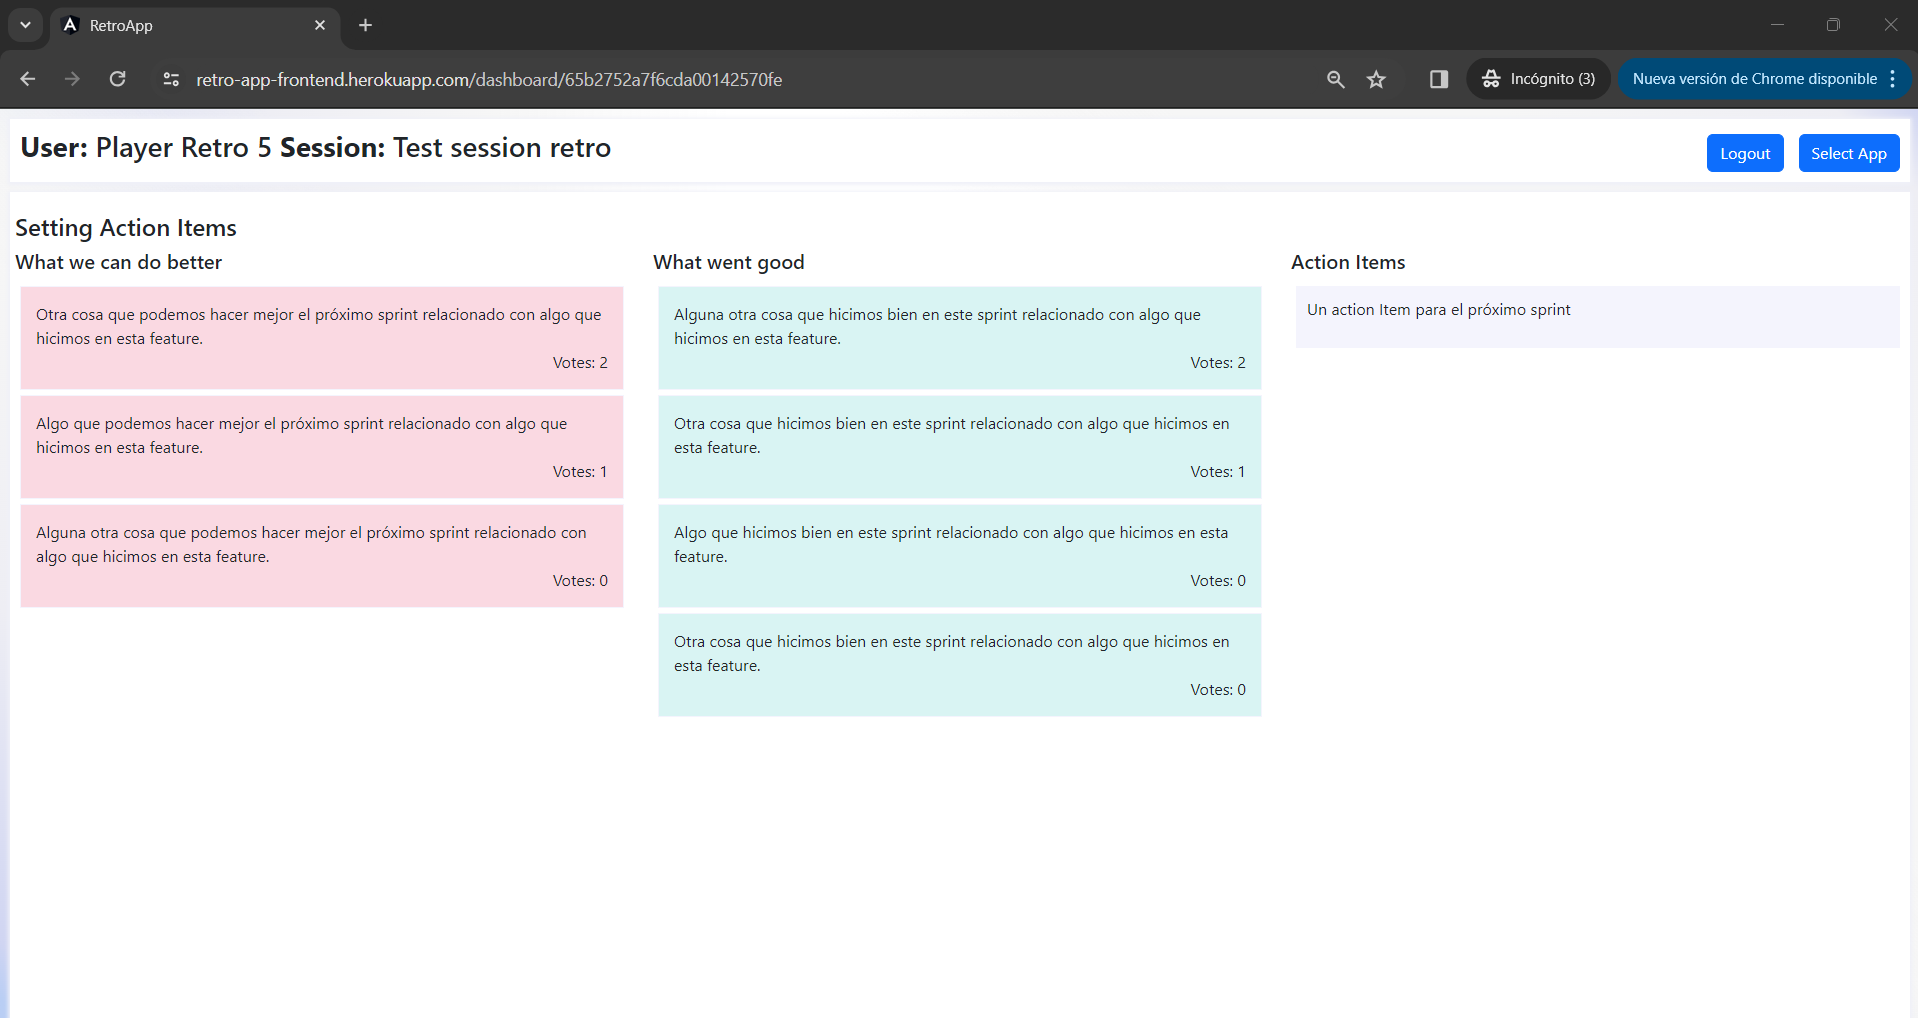 RetroApp
retro-app-frontend.herokuapp.com/dashboard/65b2752a7f6cda00142570fe
Incógnito (3)
Nueva versión de Chrome disponible
User: Player Retro 5 Session: Test session retro
Logout
Select App
Setting Action Items
What we can do better
Otra cosa que podemos hacer mejor el próximo sprint relacionado con algo que
hicimos en esta feature.
Votes: 2
Algo que podemos hacer mejor el próximo sprint relacionado con algo que
hicimos en esta feature.
Votes: 1
Alguna otra cosa que podemos hacer mejor el próximo sprint relacionado con
algo que hicimos en esta feature.
Votes: 0
What went good
Alguna otra cosa que hicimos bien en este sprint relacionado con algo que
hicimos en esta feature.
Votes: 2
Otra cosa que hicimos bien en este sprint relacionado con algo que hicimos en
esta feature.
Votes: 1
Algo que hicimos bien en este sprint relacionado con algo que hicimos en esta
feature.
Votes: 0
Otra cosa que hicimos bien en este sprint relacionado con algo que hicimos en
esta feature.
Votes: 0
Action Items
Un action Item para el próximo sprint